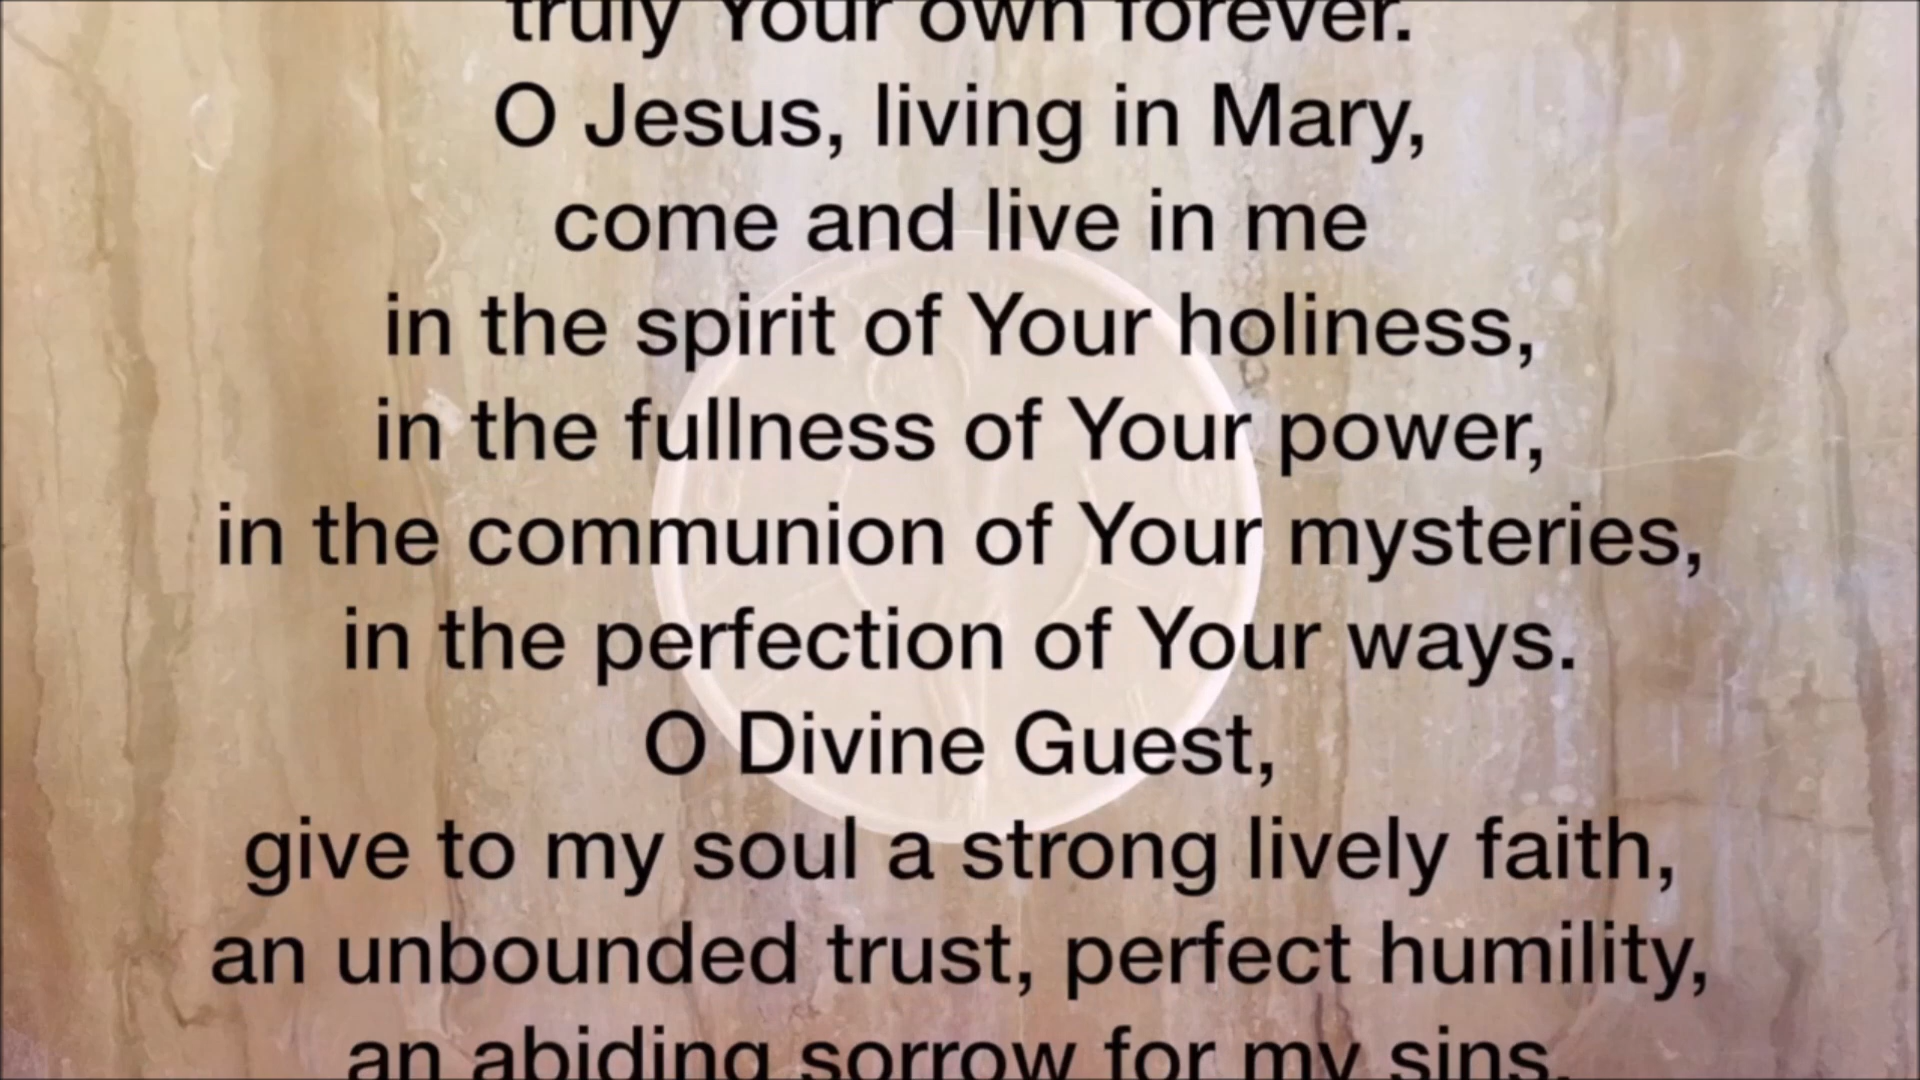 truly Your own forever.
O Jesus, living in Mary,
come and live in me
in the spirit of Your holiness,
in the fullness of Your power,
in the communion of Your mysteries,
in the perfection of Your ways.
O Divine Guest,
give to my soul a strong lively faith,
an unbounded trust, perfect humility,
an abiding sorrow for my sins,